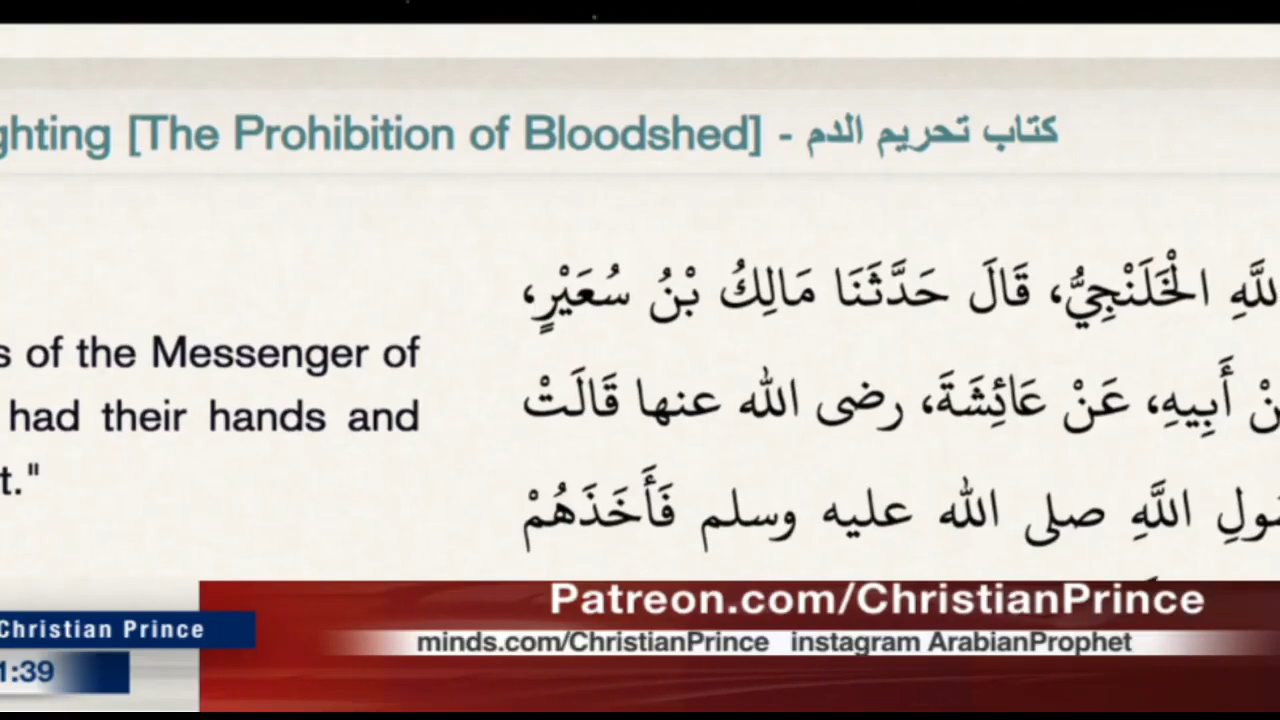 ghting [The Prohibition of Bloodshed] - كتاب تحريم الدم
للَّهِ الْخَلَنْجِيُّ، قَالَ حَدَّثَنَا مَالِكُ بْنُ سُعَيْرٍ،
s of the Messenger of
نْ أَبِيهِ، عَنْ عَائِشَةَ، رضى الله عنها قَالَتْ
had their hands and
t."
سُولِ اللَّهِ صلى الله عليه وسلم فَأَخَذَهُمْ
Patreon.com/ChristianPrince
Christian Prince
minds.com/ChristianPrince instagram ArabianProphet
1:39